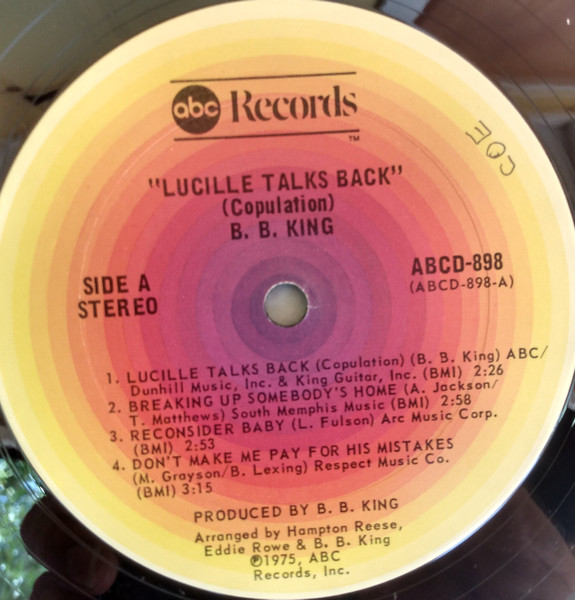 abc Records
TM
"LUCILLE TALKS BACK"
(Copulation)
B. B. KING
SIDE A
STEREO
ABCD-898
(ABCD-898-A)
1. LUCILLE TALKS BACK (Copulation) (B. B. King) ABC/
Dunhill Music, Inc. & King Guitar, Inc. (BMI) 2:26
2. BREAKING UP SOMEBODY'S HOME (A. Jackson/
T. Matthews) South Memphis Music (BMI) 2:58
3. RECONSIDER BABY (L. Fulson) Arc Music Corp.
(BMI) 2:53
4. DON'T MAKE ME PAY FOR HIS MISTAKES
(M. Grayson/B. Lexing) Respect Music Co.
(BMI) 3:15
PRODUCED BY B. B. KING
Arranged by Hampton Reese,
Eddie Rowe & B. B. King
℗1975, ABC
Records, Inc.